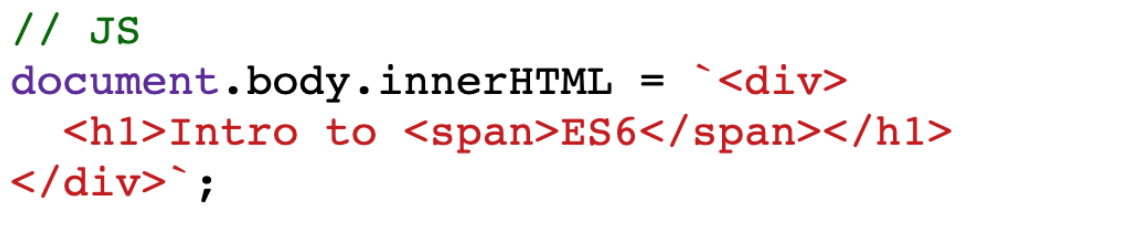 // JS
document.body.innerHTML = `<div>
  <h1>Intro to <span>ES6</span></h1>
</div>`;